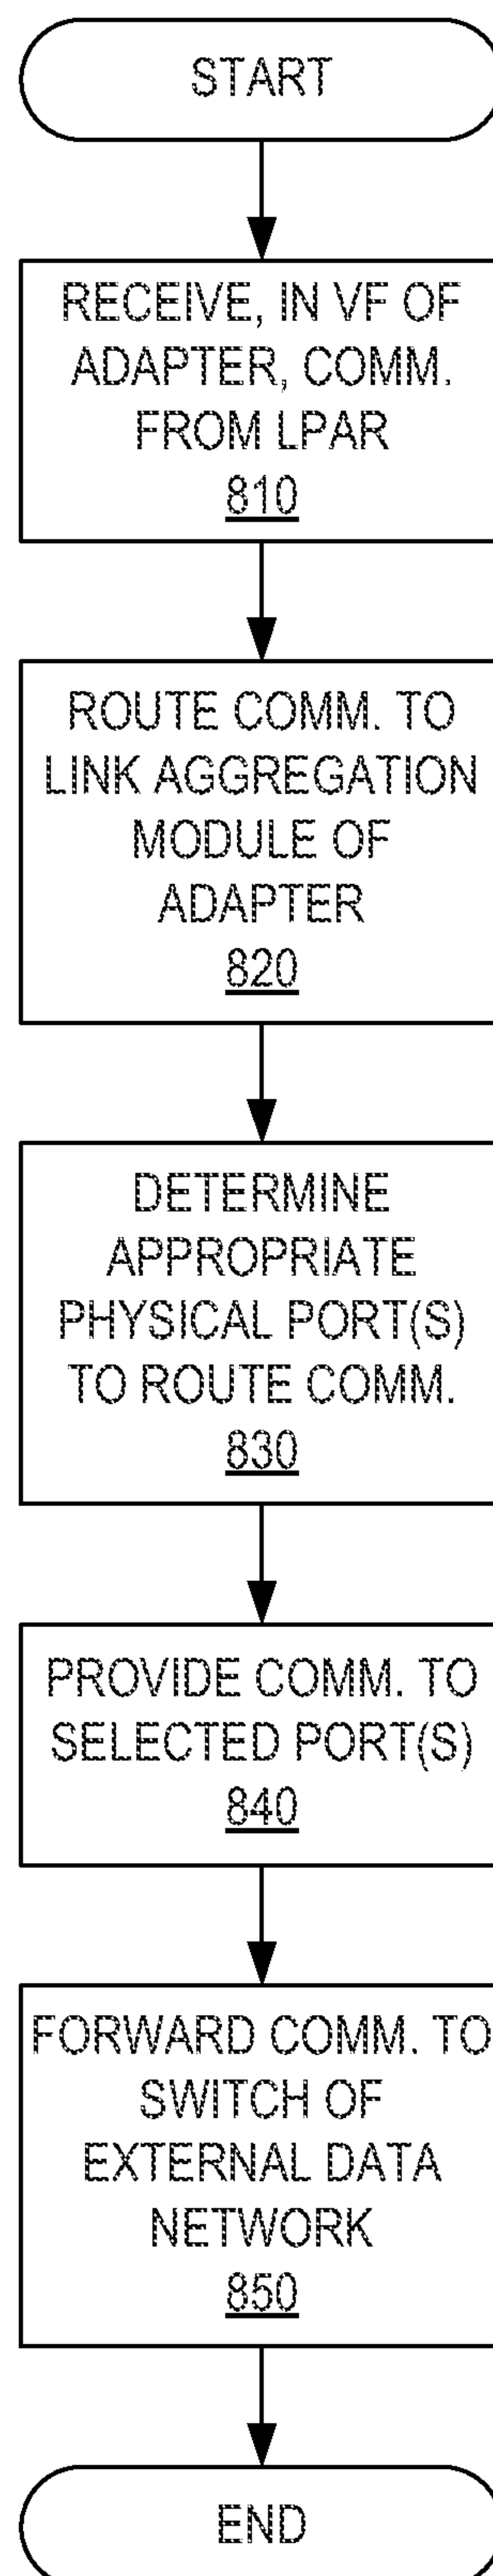 START
RECEIVE, IN VF OF
ADAPTER, COMM.
FROM LPAR
810
ROUTE COMM. TO
LINK AGGREGATION
MODULE OF
ADAPTER
820
DETERMINE
APPROPRIATE
PHYSICAL PORT(S)
TO ROUTE COMM.
830
PROVIDE COMM. TO
SELECTED PORT(S)
840
FORWARD COMM. TO
SWITCH OF
EXTERNAL DATA
NETWORK
850
END